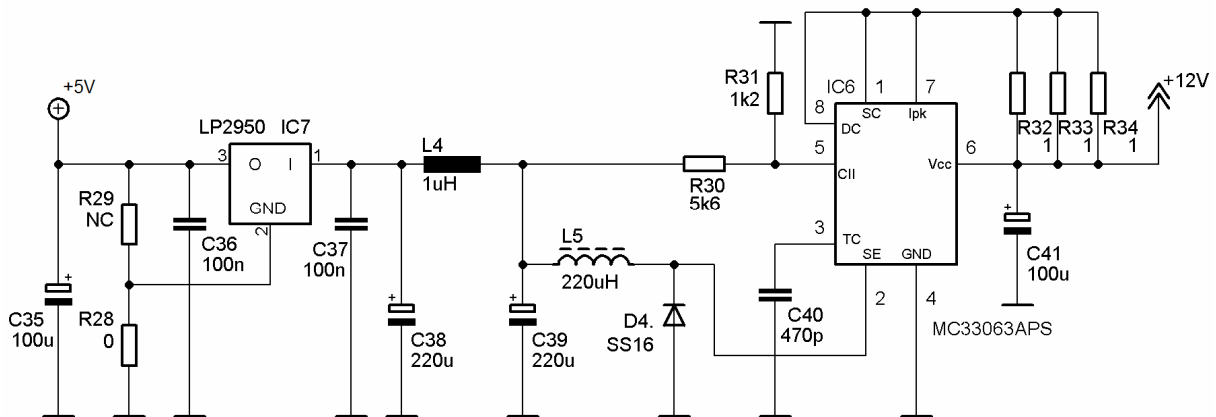 +5V
LP2950 IC7
3
O
I
1
GND
2
R29
NC
C36
100n
C35
100u
+
R28
0
C37
100n
+
C38
220u
L4
1uH
L5
220uH
+
C39
220u
D4.
SS16
R30
5k6
R31
1k2
C40
470p
IC6
8
DC
1
SC
7
Ipk
5
CII
6
Vcc
3
TC
SE
GND
2
4
MC33063APS
R32
1
R33
1
R34
1
+12V
+
C41
100u